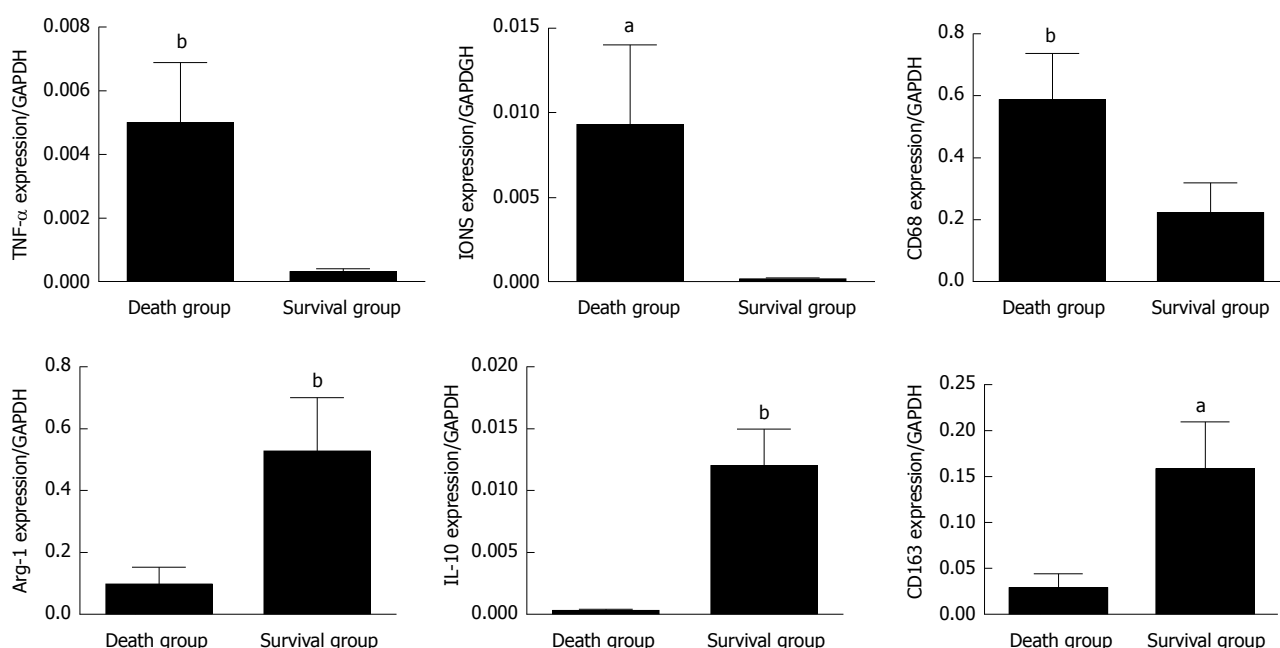 TNF-α expression/GAPDH
0.008
0.006
0.004
0.002
0.000
b
Death group
Survival group
IONS expression/GAPDGH
0.015
0.010
0.005
0.000
a
Death group
Survival group
CD68 expression/GAPDH
0.8
0.6
0.4
0.2
0.0
b
Death group
Survival group
Arg-1 expression/GAPDH
0.8
0.6
0.4
0.2
0.0
b
Death group
Survival group
IL-10 expression/GAPDH
0.020
0.015
0.010
0.005
0.000
b
Death group
Survival group
CD163 expression/GAPDH
0.25
0.20
0.15
0.10
0.05
0.00
a
Death group
Survival group